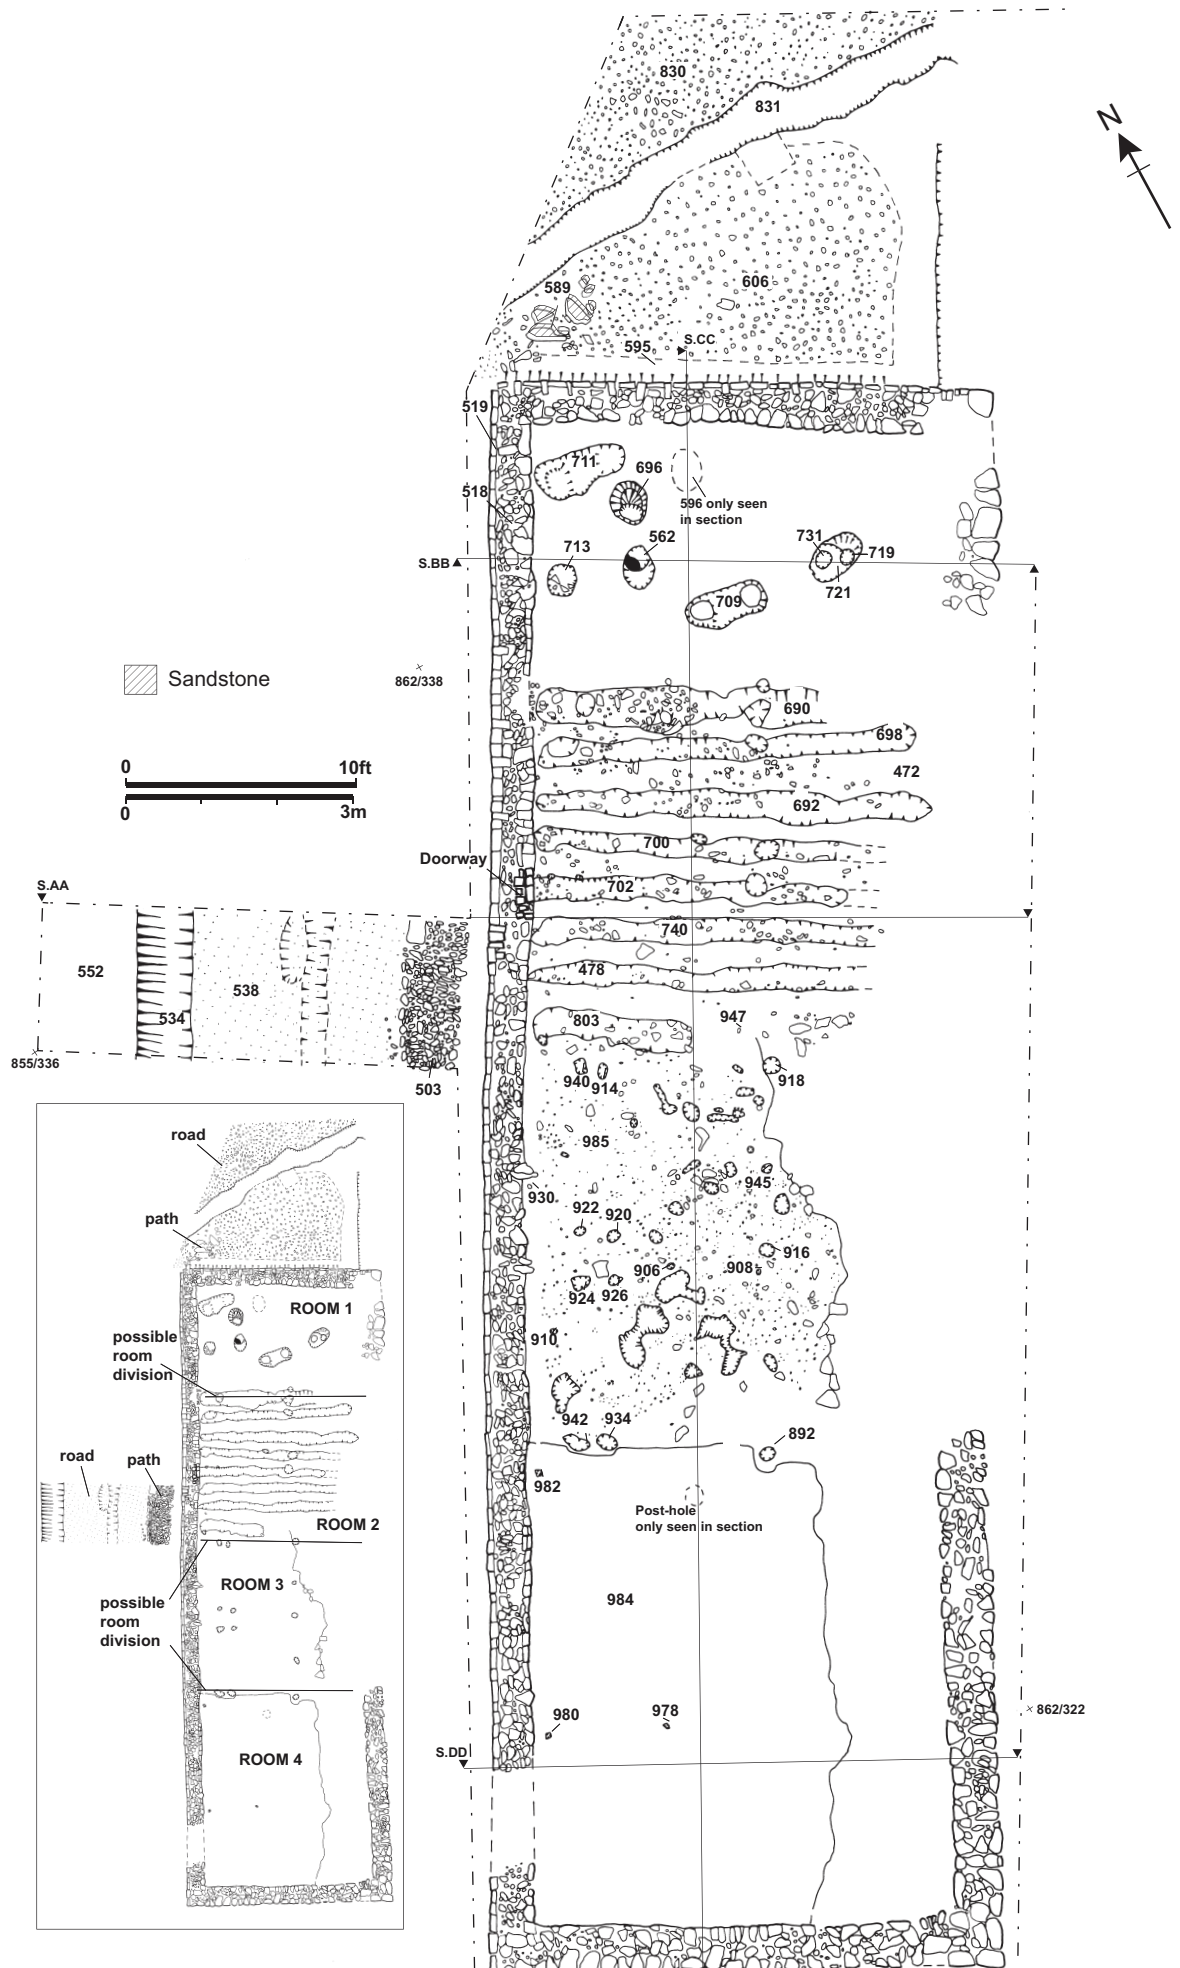 830
831
N
589
606
595
S.CC
519
711
696
518
596 only seen
in section
562
731
719
713
S.BB
721
709
Sandstone
862/338
690
698
0
10ft
472
692
0
3m
700
Doorway
702
S.AA
740
552
478
538
534
803
947
855/336
503
940
914
918
985
945
930
922
920
916
906
908
924
926
910
942
934
892
982
Post-hole
only seen in section
984
980
978
862/322
S.DD
road
path
ROOM 1
possible
room
division
road
path
ROOM 2
ROOM 3
possible
room
division
ROOM 4